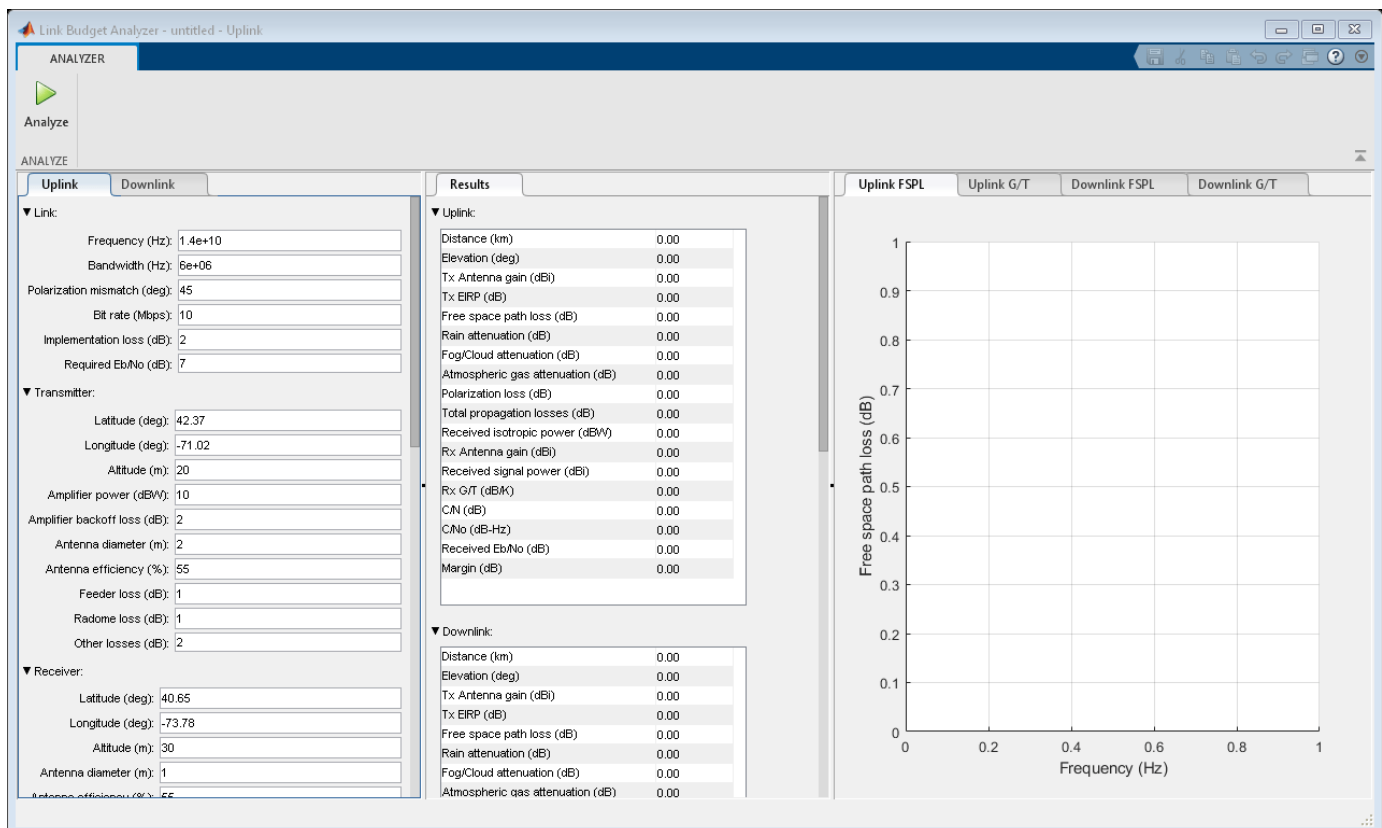 Link Budget Analyzer - untitled - Uplink
ANALYZER
Analyze
ANALYZE
Uplink Downlink
Link:
Frequency (Hz): 1.4e+10
Bandwidth (Hz): 6e+06
Polarization mismatch (deg): 45
Bit rate (Mbps): 10
Implementation loss (dB): 2
Required Eb/No (dB): 7
Transmitter:
Latitude (deg): 42.37
Longitude (deg): -71.02
Altitude (m): 20
Amplifier power (dBW): 10
Amplifier backoff loss (dB): 2
Antenna diameter (m): 2
Antenna efficiency (%): 55
Feeder loss (dB): 1
Radome loss (dB): 1
Other losses (dB): 2
Receiver:
Latitude (deg): 40.65
Longitude (deg): -73.78
Altitude (m): 30
Antenna diameter (m): 1
Antenna efficiency (%): 55
Results
Uplink:
Distance (km) 0.00
Elevation (deg) 0.00
Tx Antenna gain (dBi) 0.00
Tx EIRP (dB) 0.00
Free space path loss (dB) 0.00
Rain attenuation (dB) 0.00
Fog/Cloud attenuation (dB) 0.00
Atmospheric gas attenuation (dB) 0.00
Polarization loss (dB) 0.00
Total propagation losses (dB) 0.00
Received isotropic power (dBW) 0.00
Rx Antenna gain (dBi) 0.00
Received signal power (dBi) 0.00
Rx G/T (dB/K) 0.00
C/N (dB) 0.00
C/No (dB-Hz) 0.00
Received Eb/No (dB) 0.00
Margin (dB) 0.00
Downlink:
Distance (km) 0.00
Elevation (deg) 0.00
Tx Antenna gain (dBi) 0.00
Tx EIRP (dB) 0.00
Free space path loss (dB) 0.00
Rain attenuation (dB) 0.00
Fog/Cloud attenuation (dB) 0.00
Atmospheric gas attenuation (dB) 0.00
Uplink FSPL Uplink G/T Downlink FSPL Downlink G/T
1
0.9
0.8
0.7
0.6
0.5
0.4
0.3
0.2
0.1
0
Free space path loss (dB)
0 0.2 0.4 0.6 0.8 1
Frequency (Hz)